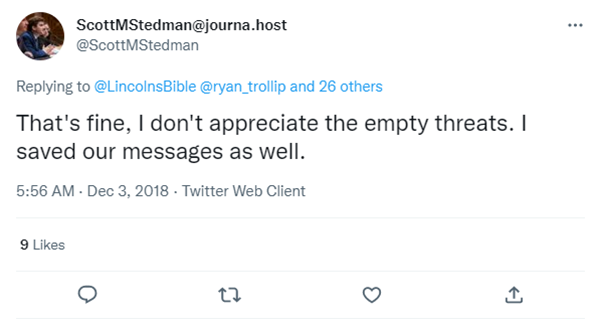 ScottMStedman@journa.host
@ScottMStedman
Replying to @LincolnsBible @ryan_trollip and 26 others
That's fine, I don't appreciate the empty threats. I
saved our messages as well.
5:56 AM · Dec 3, 2018 · Twitter Web Client
9 Likes